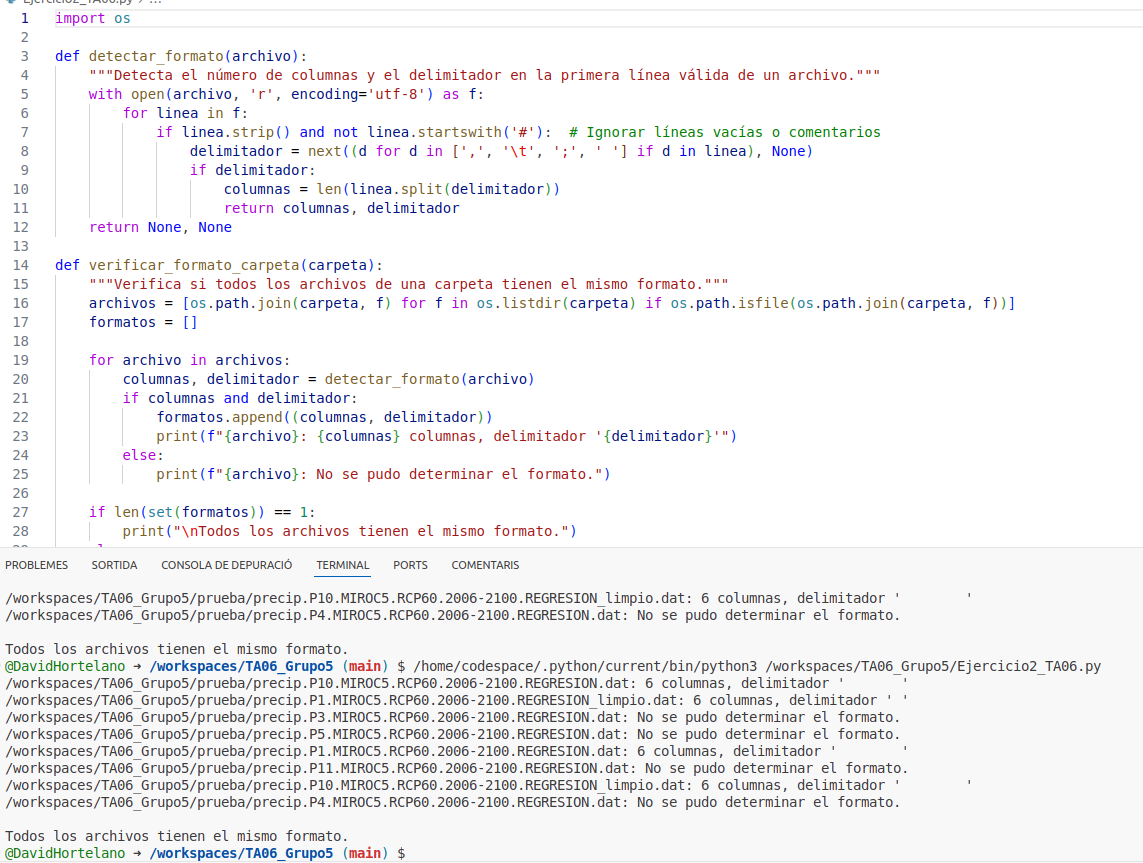 Ejercicio2_TA06.py > ...
1 import os
2
3 def detectar_formato(archivo):
4     """Detecta el número de columnas y el delimitador en la primera línea válida de un archivo."""
5     with open(archivo, 'r', encoding='utf-8') as f:
6         for linea in f:
7             if linea.strip() and not linea.startswith('#'):  # Ignorar líneas vacías o comentarios
8                 delimitador = next((d for d in [',', '\t', ';', ' '] if d in linea), None)
9                 if delimitador:
10                     columnas = len(linea.split(delimitador))
11                     return columnas, delimitador
12     return None, None
13
14 def verificar_formato_carpeta(carpeta):
15     """Verifica si todos los archivos de una carpeta tienen el mismo formato."""
16     archivos = [os.path.join(carpeta, f) for f in os.listdir(carpeta) if os.path.isfile(os.path.join(carpeta, f))]
17     formatos = []
18
19     for archivo in archivos:
20         columnas, delimitador = detectar_formato(archivo)
21         if columnas and delimitador:
22             formatos.append((columnas, delimitador))
23             print(f"{archivo}: {columnas} columnas, delimitador '{delimitador}'")
24         else:
25             print(f"{archivo}: No se pudo determinar el formato.")
26
27     if len(set(formatos)) == 1:
28         print("\nTodos los archivos tienen el mismo formato.")
PROBLEMES SORTIDA CONSOLA DE DEPURACIÓ TERMINAL PORTS COMENTARIS
/workspaces/TA06_Grupo5/prueba/precip.P10.MIROC5.RCP60.2006-2100.REGRESION_limpio.dat: 6 columnas, delimitador '        '
/workspaces/TA06_Grupo5/prueba/precip.P4.MIROC5.RCP60.2006-2100.REGRESION.dat: No se pudo determinar el formato.

Todos los archivos tienen el mismo formato.
@DavidHortelano ➜ /workspaces/TA06_Grupo5 (main) $ /home/codespace/.python/current/bin/python3 /workspaces/TA06_Grupo5/Ejercicio2_TA06.py
/workspaces/TA06_Grupo5/prueba/precip.P10.MIROC5.RCP60.2006-2100.REGRESION.dat: 6 columnas, delimitador '       '
/workspaces/TA06_Grupo5/prueba/precip.P1.MIROC5.RCP60.2006-2100.REGRESION_limpio.dat: 6 columnas, delimitador ' '
/workspaces/TA06_Grupo5/prueba/precip.P3.MIROC5.RCP60.2006-2100.REGRESION.dat: No se pudo determinar el formato.
/workspaces/TA06_Grupo5/prueba/precip.P5.MIROC5.RCP60.2006-2100.REGRESION.dat: No se pudo determinar el formato.
/workspaces/TA06_Grupo5/prueba/precip.P1.MIROC5.RCP60.2006-2100.REGRESION.dat: 6 columnas, delimitador '        '
/workspaces/TA06_Grupo5/prueba/precip.P11.MIROC5.RCP60.2006-2100.REGRESION.dat: No se pudo determinar el formato.
/workspaces/TA06_Grupo5/prueba/precip.P10.MIROC5.RCP60.2006-2100.REGRESION_limpio.dat: 6 columnas, delimitador '        '
/workspaces/TA06_Grupo5/prueba/precip.P4.MIROC5.RCP60.2006-2100.REGRESION.dat: No se pudo determinar el formato.

Todos los archivos tienen el mismo formato.
@DavidHortelano ➜ /workspaces/TA06_Grupo5 (main) $